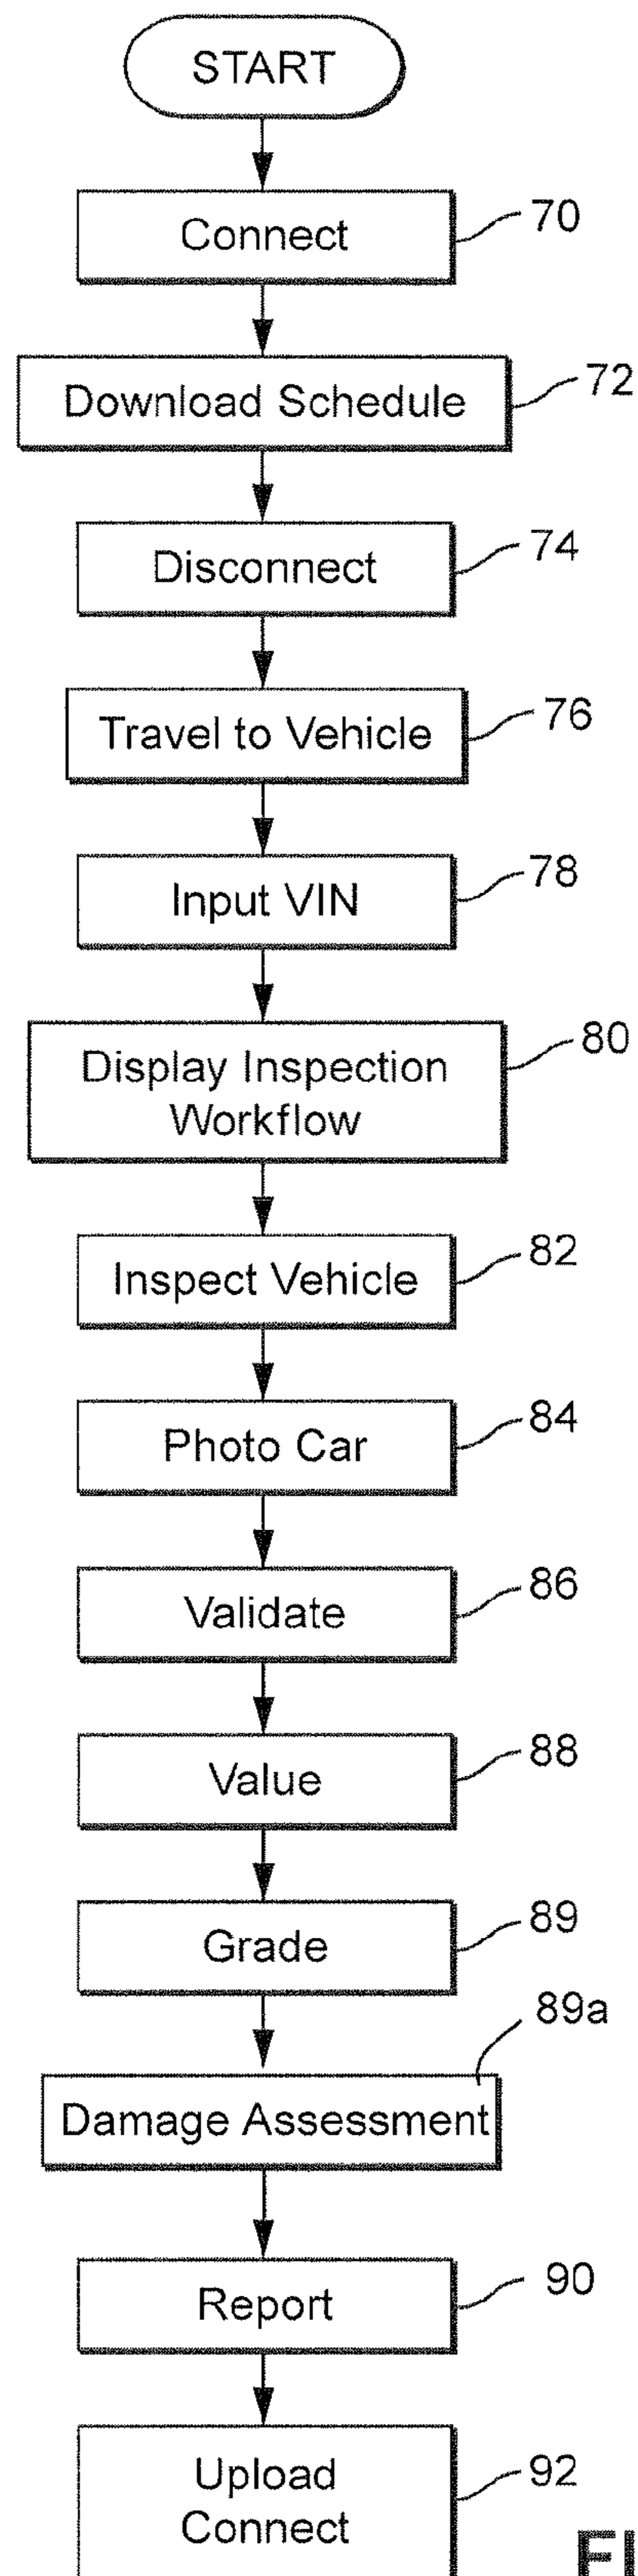 START
Connect
70
Download Schedule
72
Disconnect
74
Travel to Vehicle
76
Input VIN
78
Display Inspection
Workflow
80
Inspect Vehicle
82
Photo Car
84
Validate
86
Value
88
Grade
89
89a
Damage Assessment
Report
90
Upload
Connect
92